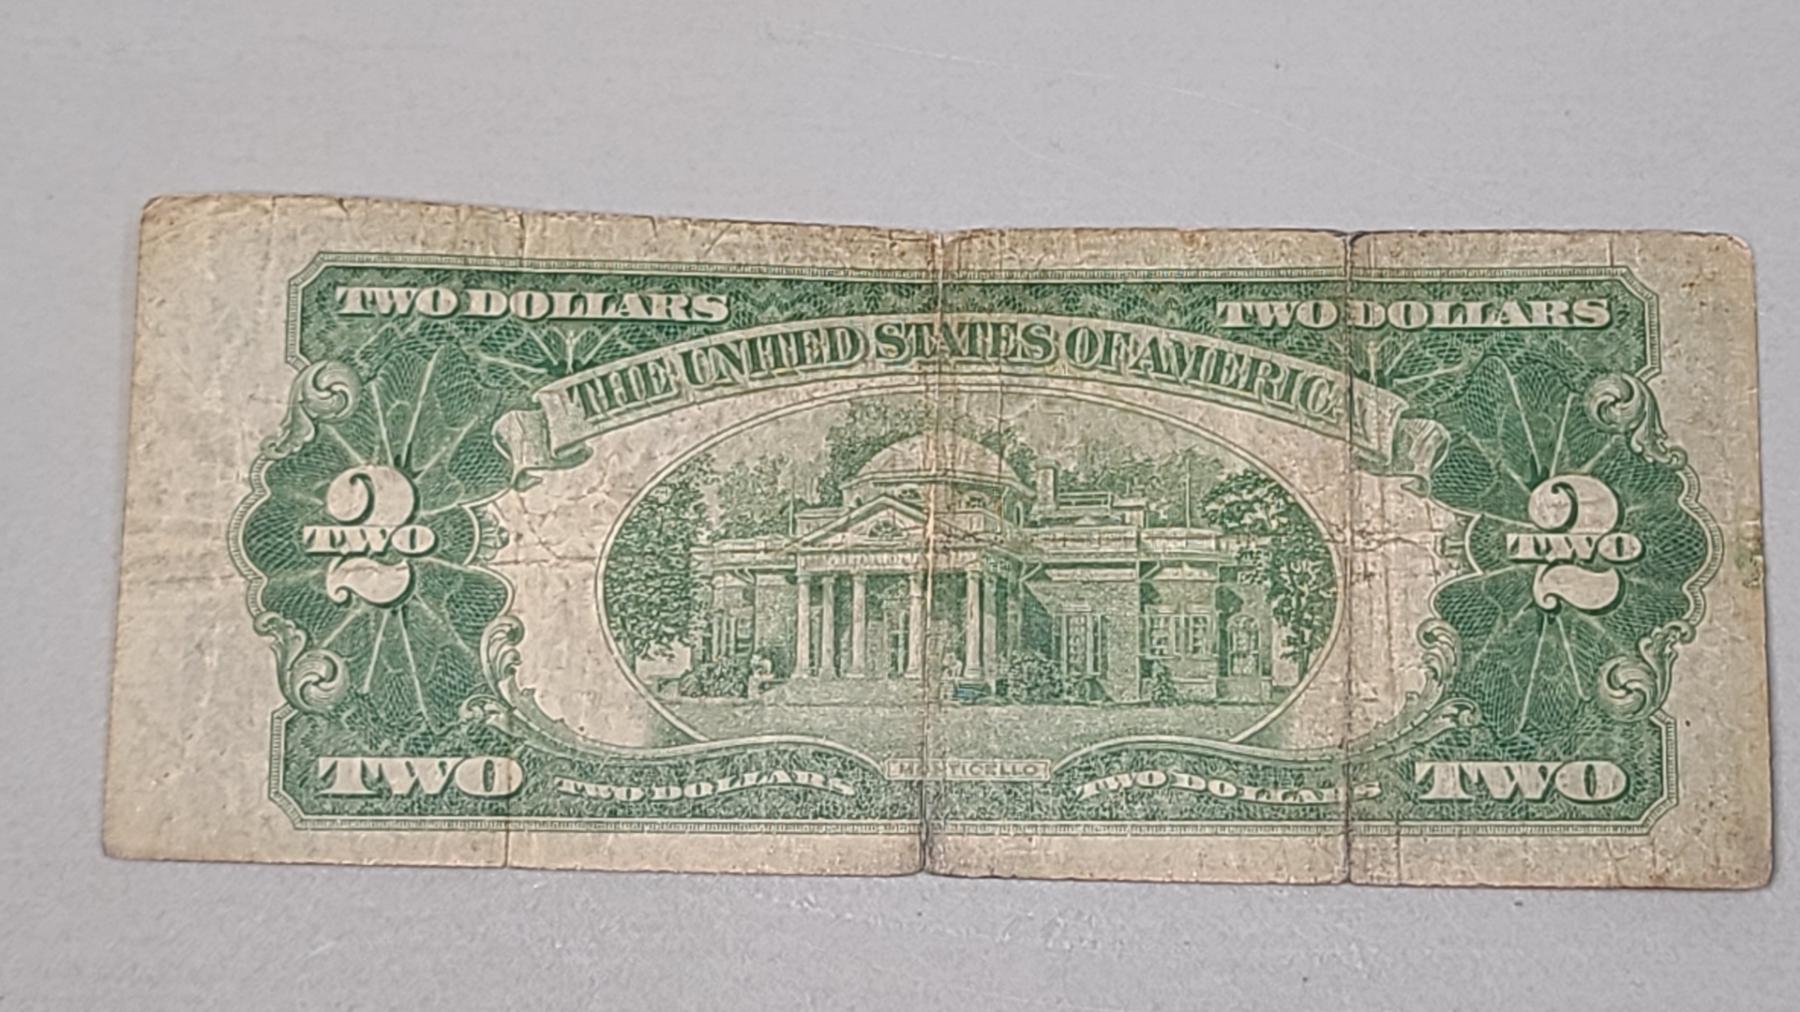 TWO DOLLARS TWO DOLLARS
THE UNITED STATES OF AMERICA
2 2
TWO TWO
MONTICELLO
TWO TWO DOLLARS TWO DOLLARS TWO